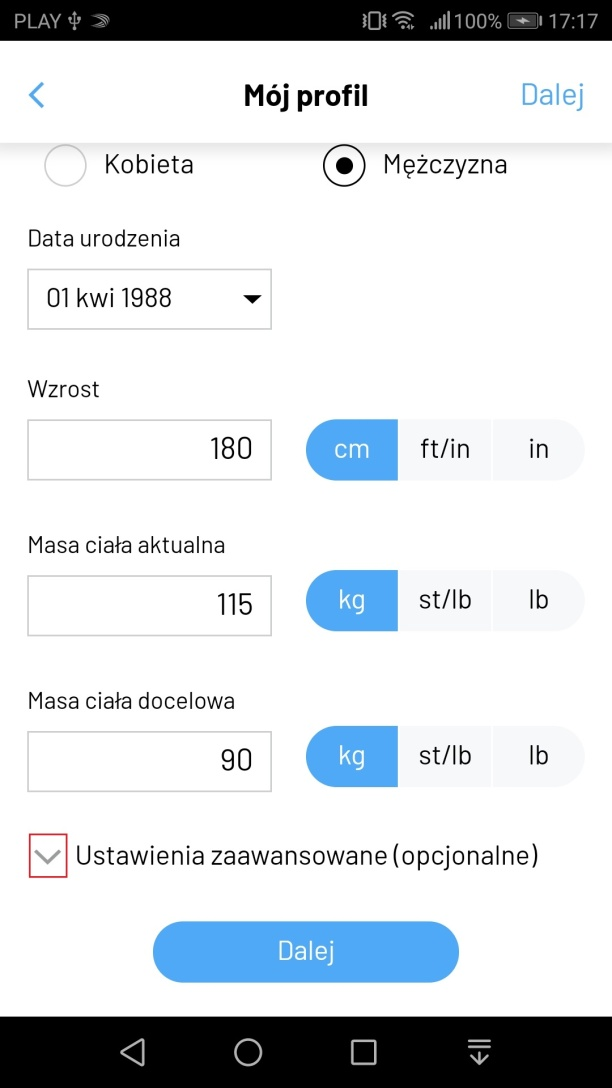 PLAY 100% 17:17
Mój profil Dalej
Kobieta Mężczyzna
Data urodzenia
01 kwi 1988
Wzrost
180 cm ft/in in
Masa ciała aktualna
115 kg st/lb lb
Masa ciała docelowa
90 kg st/lb lb
Ustawienia zaawansowane (opcjonalne)
Dalej